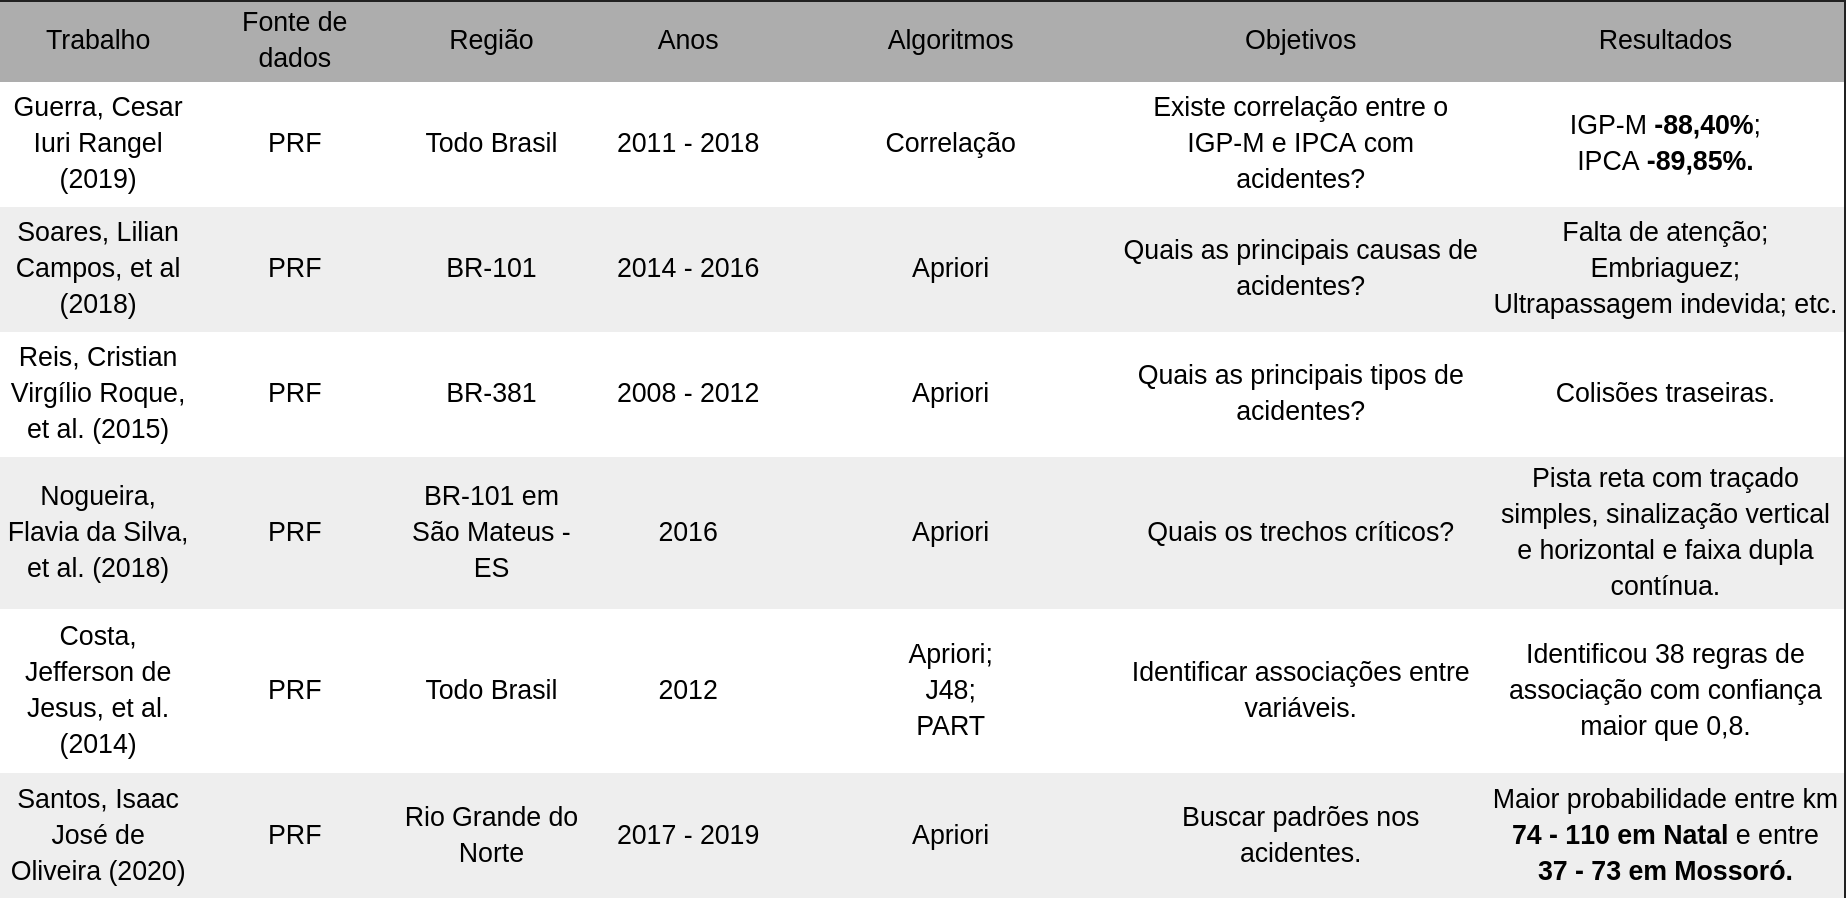 Trabalho
Fonte de
dados
Região
Anos
Algoritmos
Objetivos
Resultados
Guerra, Cesar
Iuri Rangel
(2019)
PRF
Todo Brasil
2011 - 2018
Correlação
Existe correlação entre o
IGP-M e IPCA com
acidentes?
IGP-M -88,40%;
IPCA -89,85%.
Soares, Lilian
Campos, et al
(2018)
PRF
BR-101
2014 - 2016
Apriori
Quais as principais causas de
acidentes?
Falta de atenção;
Embriaguez;
Ultrapassagem indevida; etc.
Reis, Cristian
Virgílio Roque,
et al. (2015)
PRF
BR-381
2008 - 2012
Apriori
Quais as principais tipos de
acidentes?
Colisões traseiras.
Nogueira,
Flavia da Silva,
et al. (2018)
PRF
BR-101 em
São Mateus -
ES
2016
Apriori
Quais os trechos críticos?
Pista reta com traçado
simples, sinalização vertical
e horizontal e faixa dupla
contínua.
Costa,
Jefferson de
Jesus, et al.
(2014)
PRF
Todo Brasil
2012
Apriori;
J48;
PART
Identificar associações entre
variáveis.
Identificou 38 regras de
associação com confiança
maior que 0,8.
Santos, Isaac
José de
Oliveira (2020)
PRF
Rio Grande do
Norte
2017 - 2019
Apriori
Buscar padrões nos
acidentes.
Maior probabilidade entre km
74 - 110 em Natal e entre
37 - 73 em Mossoró.